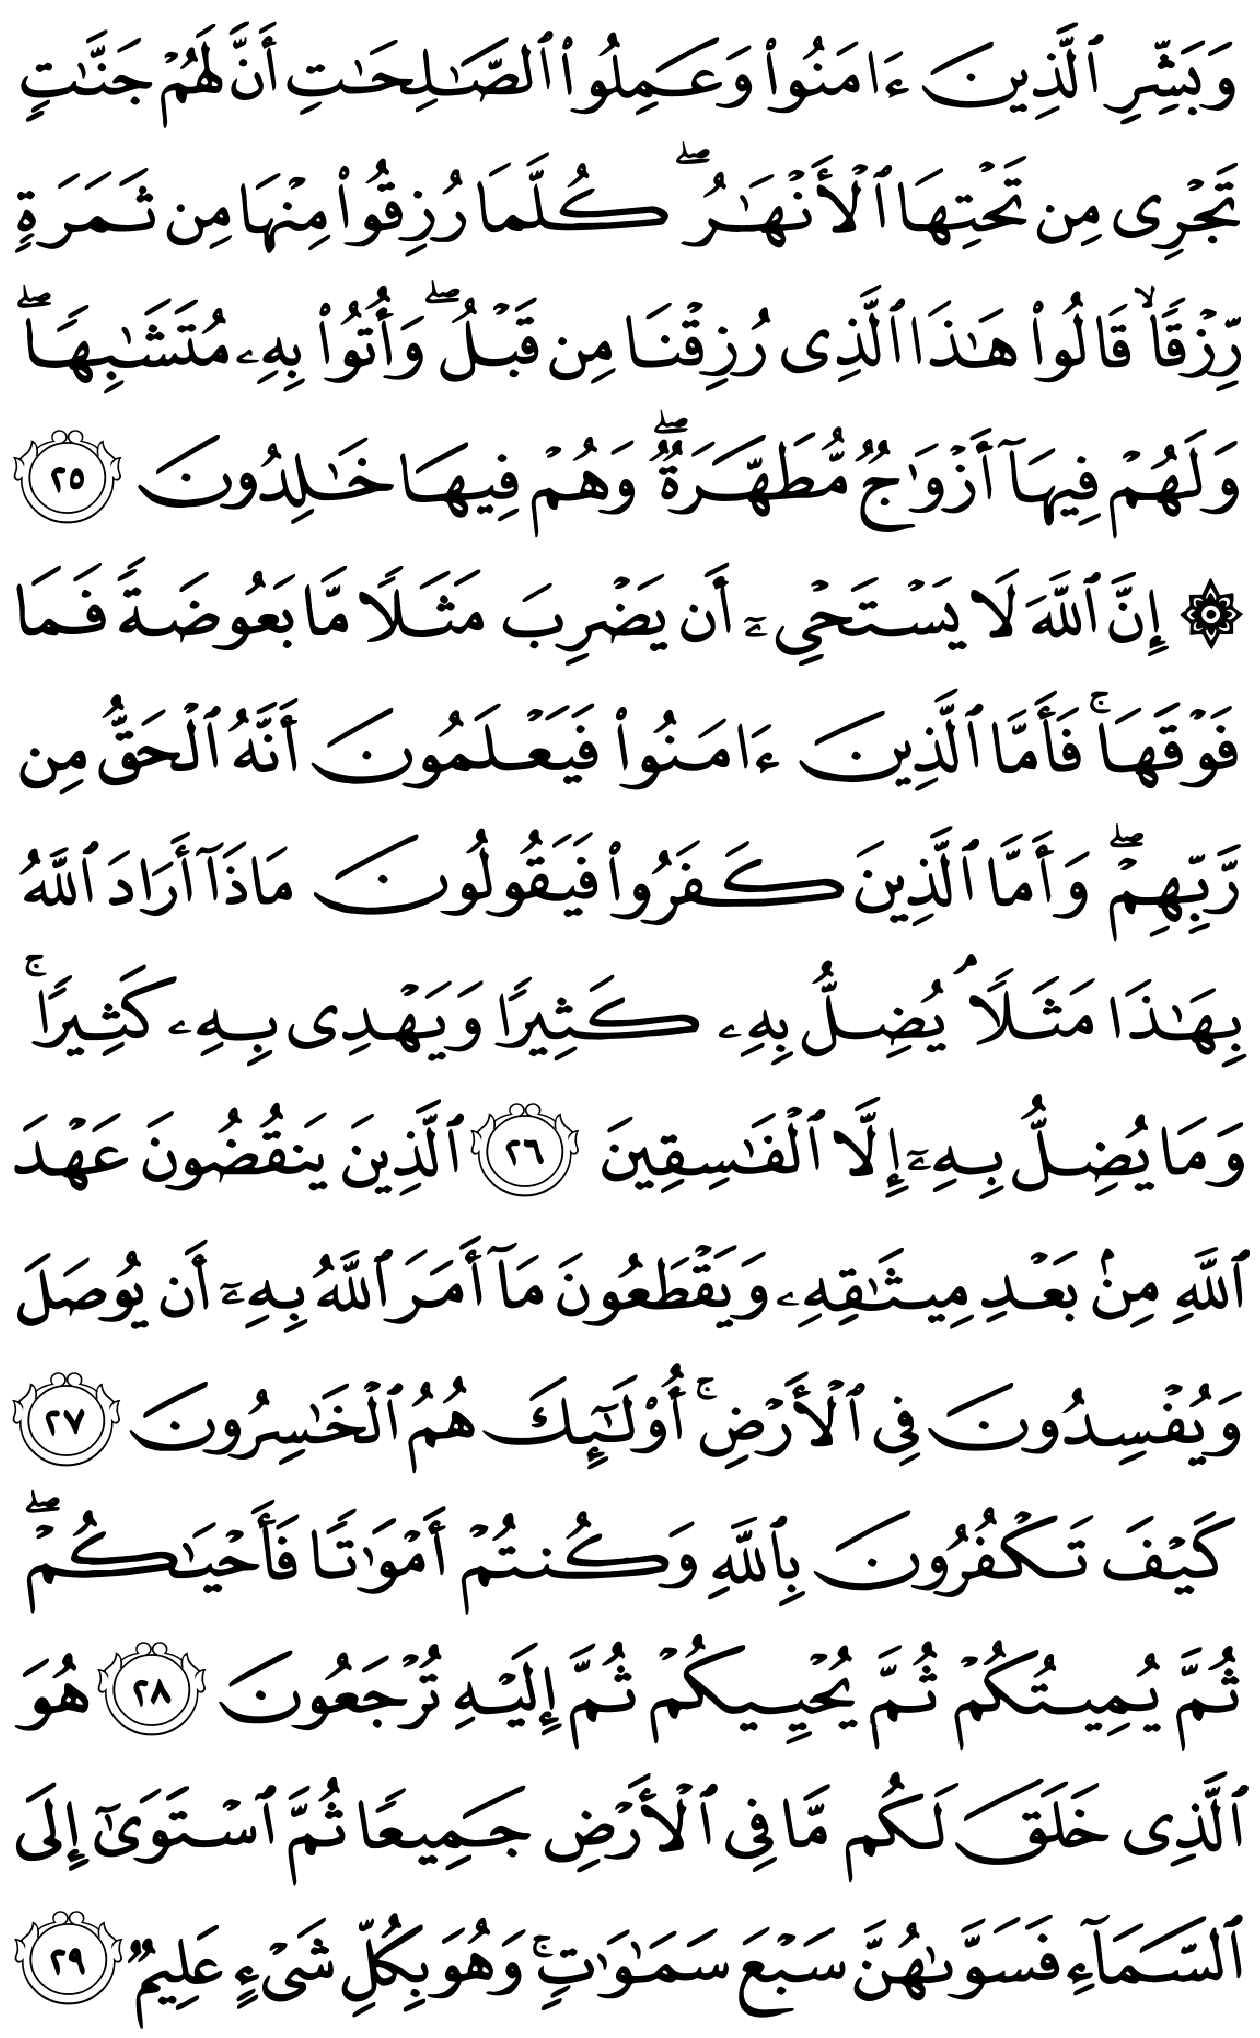 وَبَشِّرِ ٱلَّذِينَ ءَامَنُوا۟ وَعَمِلُوا۟ ٱلصَّـٰلِحَـٰتِ أَنَّ لَهُمْ جَنَّـٰتٍ
تَجْرِى مِن تَحْتِهَا ٱلْأَنْهَـٰرُ ۖ كُلَّمَا رُزِقُوا۟ مِنْهَا مِن ثَمَرَةٍ
رِّزْقًا ۙ قَالُوا۟ هَـٰذَا ٱلَّذِى رُزِقْنَا مِن قَبْلُ ۖ وَأُتُوا۟ بِهِۦ مُتَشَـٰبِهًا ۖ
وَلَهُمْ فِيهَآ أَزْوَٰجٌ مُّطَهَّرَةٌ ۖ وَهُمْ فِيهَا خَـٰلِدُونَ ٢٥
۞ إِنَّ ٱللَّهَ لَا يَسْتَحْىِۦٓ أَن يَضْرِبَ مَثَلًا مَّا بَعُوضَةً فَمَا
فَوْقَهَا ۚ فَأَمَّا ٱلَّذِينَ ءَامَنُوا۟ فَيَعْلَمُونَ أَنَّهُ ٱلْحَقُّ مِن
رَّبِّهِمْ ۖ وَأَمَّا ٱلَّذِينَ كَفَرُوا۟ فَيَقُولُونَ مَاذَآ أَرَادَ ٱللَّهُ
بِهَـٰذَا مَثَلًا ۘ يُضِلُّ بِهِۦ كَثِيرًا وَيَهْدِى بِهِۦ كَثِيرًا ۚ
وَمَا يُضِلُّ بِهِۦٓ إِلَّا ٱلْفَـٰسِقِينَ ٢٦ ٱلَّذِينَ يَنقُضُونَ عَهْدَ
ٱللَّهِ مِنۢ بَعْدِ مِيثَـٰقِهِۦ وَيَقْطَعُونَ مَآ أَمَرَ ٱللَّهُ بِهِۦٓ أَن يُوصَلَ
وَيُفْسِدُونَ فِى ٱلْأَرْضِ ۚ أُو۟لَـٰٓئِكَ هُمُ ٱلْخَـٰسِرُونَ ٢٧
كَيْفَ تَكْفُرُونَ بِٱللَّهِ وَكُنتُمْ أَمْوَٰتًا فَأَحْيَـٰكُمْ ۖ
ثُمَّ يُمِيتُكُمْ ثُمَّ يُحْيِيكُمْ ثُمَّ إِلَيْهِ تُرْجَعُونَ ٢٨ هُوَ
ٱلَّذِى خَلَقَ لَكُم مَّا فِى ٱلْأَرْضِ جَمِيعًا ثُمَّ ٱسْتَوَىٰٓ إِلَى
ٱلسَّمَآءِ فَسَوَّىٰهُنَّ سَبْعَ سَمَـٰوَٰتٍ ۚ وَهُوَ بِكُلِّ شَىْءٍ عَلِيمٌ ٢٩